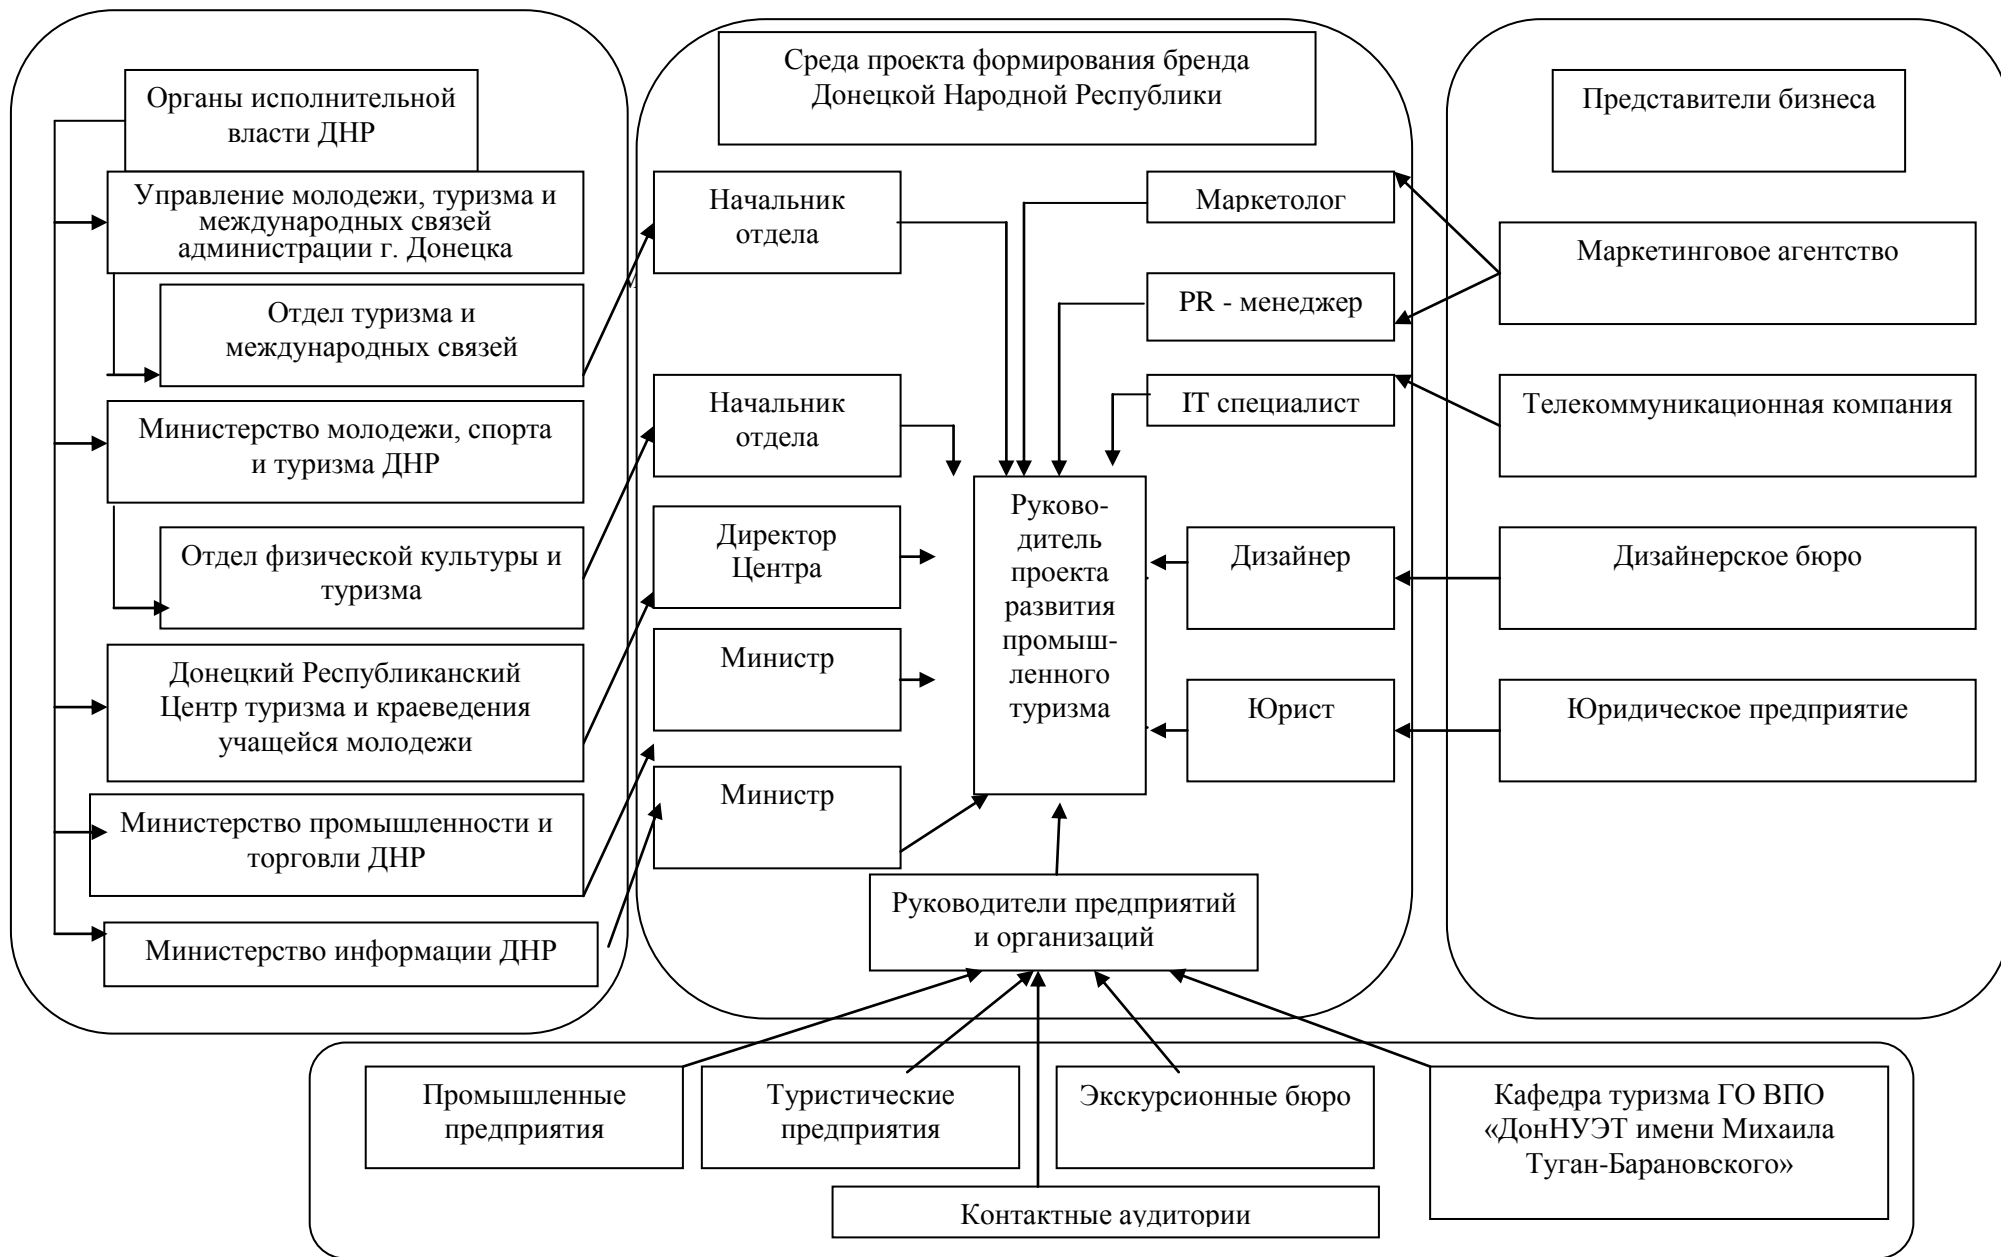 Органы исполнительной
власти ДНР
Управление молодежи, туризма и
международных связей
администрации г. Донецка
Отдел туризма и
международных связей
Министерство молодежи, спорта
и туризма ДНР
Отдел физической культуры и
туризма
Донецкий Республиканский
Центр туризма и краеведения
учащейся молодежи
Министерство промышленности и
торговли ДНР
Министерство информации ДНР
Среда проекта формирования бренда
Донецкой Народной Республики
Начальник
отдела
Начальник
отдела
Директор
Центра
Министр
Министр
Руково-
дитель
проекта
развития
промыш-
ленного
туризма
Маркетолог
PR - менеджер
IT специалист
Дизайнер
Юрист
Руководители предприятий
и организаций
Представители бизнеса
Маркетинговое агентство
Телекоммуникационная компания
Дизайнерское бюро
Юридическое предприятие
Промышленные
предприятия
Туристические
предприятия
Экскурсионные бюро
Кафедра туризма ГО ВПО
«ДонНУЭТ имени Михаила
Туган-Барановского»
Контактные аудитории